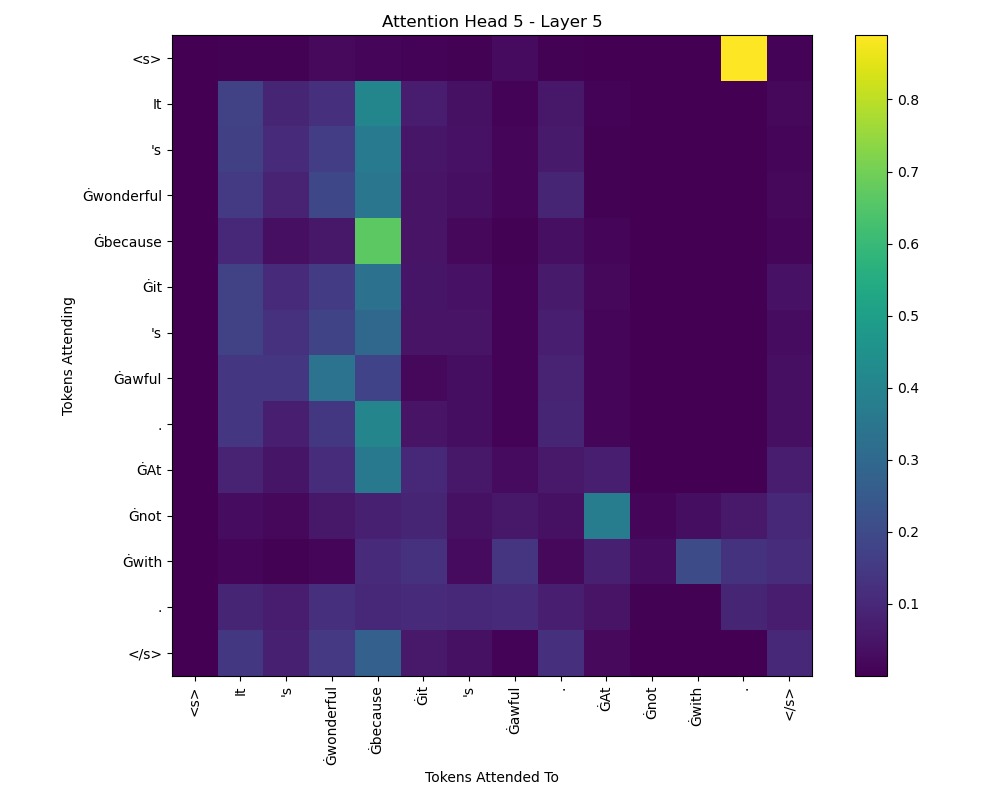 Attention Head 5 - Layer 5
Tokens Attending
<s>
It
's
Ġwonderful
Ġbecause
Ġit
's
Ġawful
.
ĠAt
Ġnot
Ġwith
.
</s>
<s>
It
's
Ġwonderful
Ġbecause
Ġit
's
Ġawful
.
ĠAt
Ġnot
Ġwith
.
</s>
Tokens Attended To
0.8
0.7
0.6
0.5
0.4
0.3
0.2
0.1